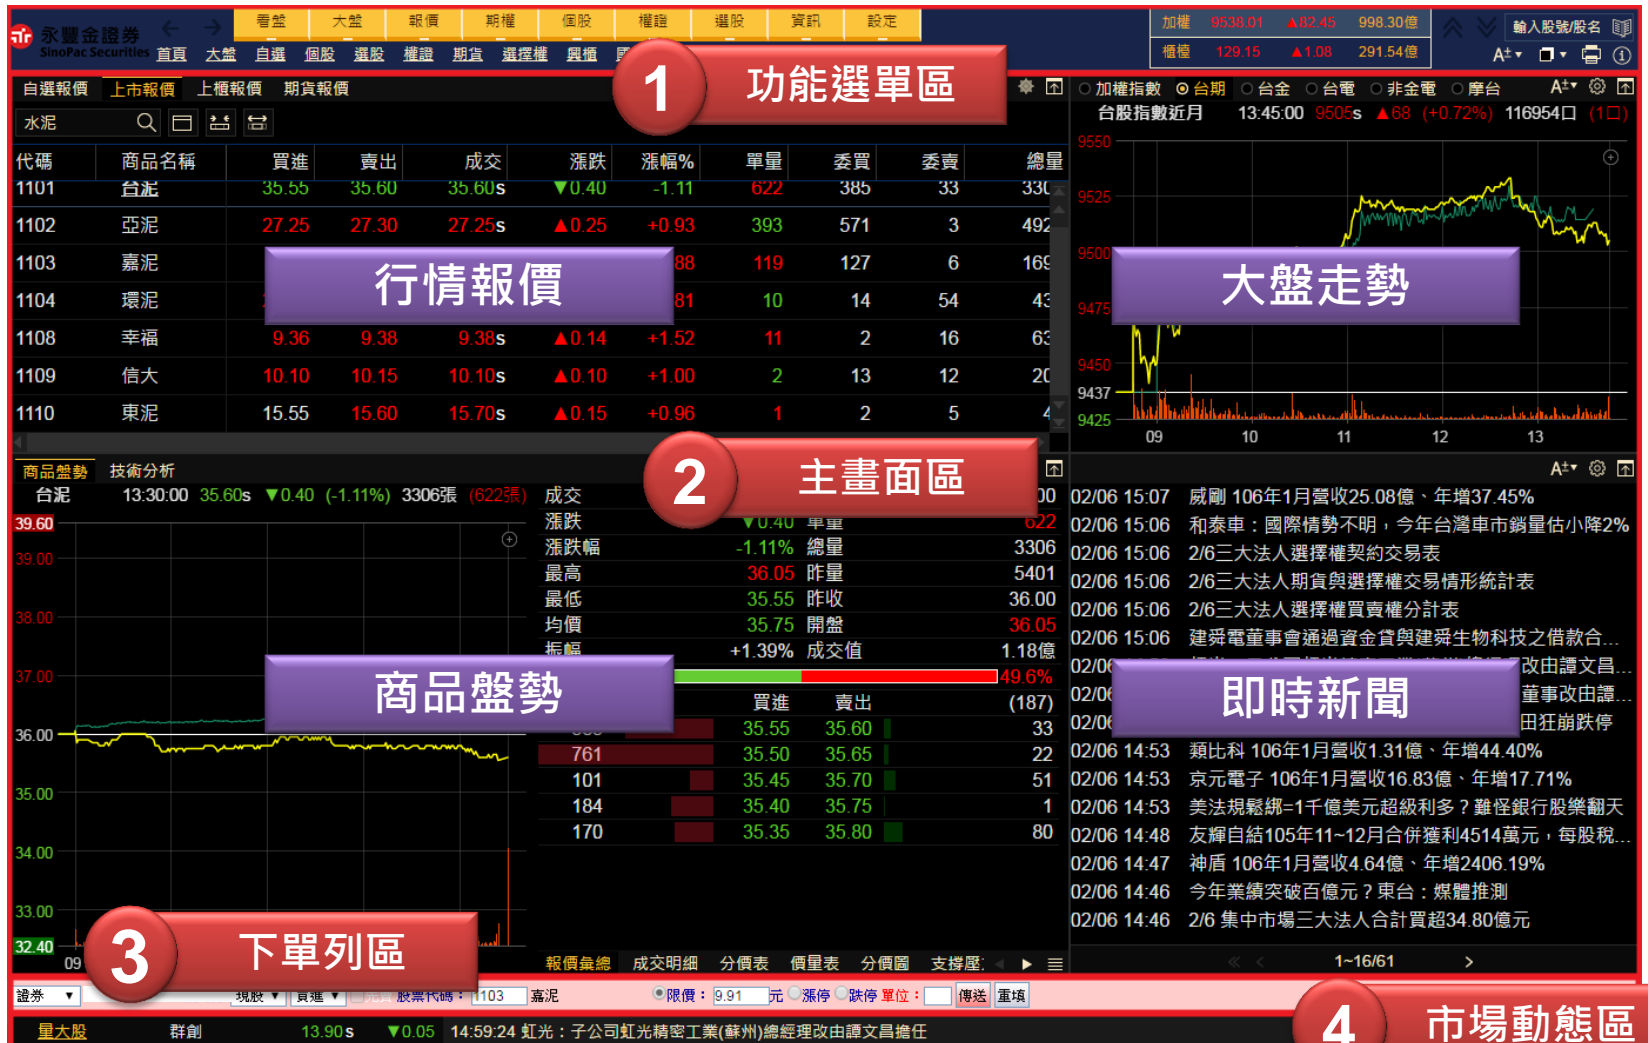 永豐金證券
SinoPac Securities
看盤 大盤 報價 期權 個股 權證 選股 資訊 設定
首頁 大盤 自選 個股 選股 權證 期貨 選擇權 興櫃
加權 9538.01 ▲82.45 998.30億
櫃檯 129.15 ▲1.08 291.54億
輸入股號/股名
A±▾
1 功能選單區
自選報價 上市報價 上櫃報價 期貨報價
水泥
代碼 商品名稱 買進 賣出 成交 漲跌 漲幅% 單量 委買 委賣 總量
1101 台泥 35.55 35.60 35.60s ▼0.40 -1.11 622 385 33
1102 亞泥 27.25 27.30 27.25s ▲0.25 +0.93 393 571 3 492
1103 嘉泥 88 119 127 6 169
1104 環泥 81 10 14 54 43
1108 幸福 9.36 9.38 9.38s ▲0.14 +1.52 11 2 16 63
1109 信大 10.10 10.15 10.10s ▲0.10 +1.00 2 13 12 20
1110 東泥 15.55 15.60 15.70s ▲0.15 +0.96 1 2 5
行情報價
加權指數 台期 台金 台電 非金電 摩台 A±▾
台股指數近月 13:45:00 9505s ▲68 (+0.72%) 116954口 (1口)
9550
9525
9500
9475
9450
9437
9425
09 10 11 12 13
大盤走勢
2 主畫面區
商品盤勢 技術分析
台泥 13:30:00 35.60s ▼0.40 (-1.11%) 3306張 (622張)
39.60
39.00
38.00
37.00
36.00
35.00
34.00
33.00
32.40
09
商品盤勢
成交 00
漲跌 ▼0.40 單量 622
漲跌幅 -1.11% 總量 3306
最高 36.05 昨量 5401
最低 35.55 昨收 36.00
均價 35.75 開盤 36.05
振幅 +1.39% 成交值 1.18億
49.6%
買進 賣出 (187)
35.55 35.60 33
761 35.50 35.65 22
101 35.45 35.70 51
184 35.40 35.75 1
170 35.35 35.80 80
報價彙總 成交明細 分價表 價量表 分價圖 支撐壓
A±▾
02/06 15:07 威剛 106年1月營收25.08億、年增37.45%
02/06 15:06 和泰車：國際情勢不明，今年台灣車市銷量估小降2%
02/06 15:06 2/6三大法人選擇權契約交易表
02/06 15:06 2/6三大法人期貨與選擇權交易情形統計表
02/06 15:06 2/6三大法人選擇權買賣權分計表
02/06 15:06 建舜電董事會通過資金貸與建舜生物科技之借款合...
02/06 改由譚文昌...
02/06 董事改由譚...
02/06 田狂崩跌停
02/06 14:53 類比科 106年1月營收1.31億、年增44.40%
02/06 14:53 京元電子 106年1月營收16.83億、年增17.71%
02/06 14:53 美法規鬆綁=1千億美元超級利多？難怪銀行股樂翻天
02/06 14:48 友輝自結105年11~12月合併獲利4514萬元，每股稅...
02/06 14:47 神盾 106年1月營收4.64億、年增2406.19%
02/06 14:46 今年業績突破百億元？東台：媒體推測
02/06 14:46 2/6 集中市場三大法人合計買超34.80億元
即時新聞
« < 1~16/61 >
3 下單列區
證券 ▼ 現股 ▼ 買進 ▼ 股票代碼： 1103 嘉泥 限價： 9.91 元 漲停 跌停 單位： 傳送 重填
4 市場動態區
量大股 群創 13.90s ▼0.05 14:59:24 虹光：子公司虹光精密工業(蘇州)總經理改由譚文昌擔任